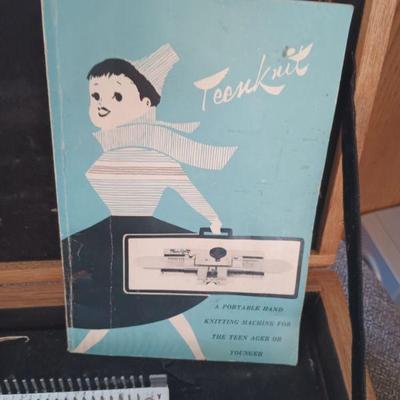 Teenknit
A PORTABLE HAND
KNITTING MACHINE FOR
THE TEEN AGER OR
YOUNGER